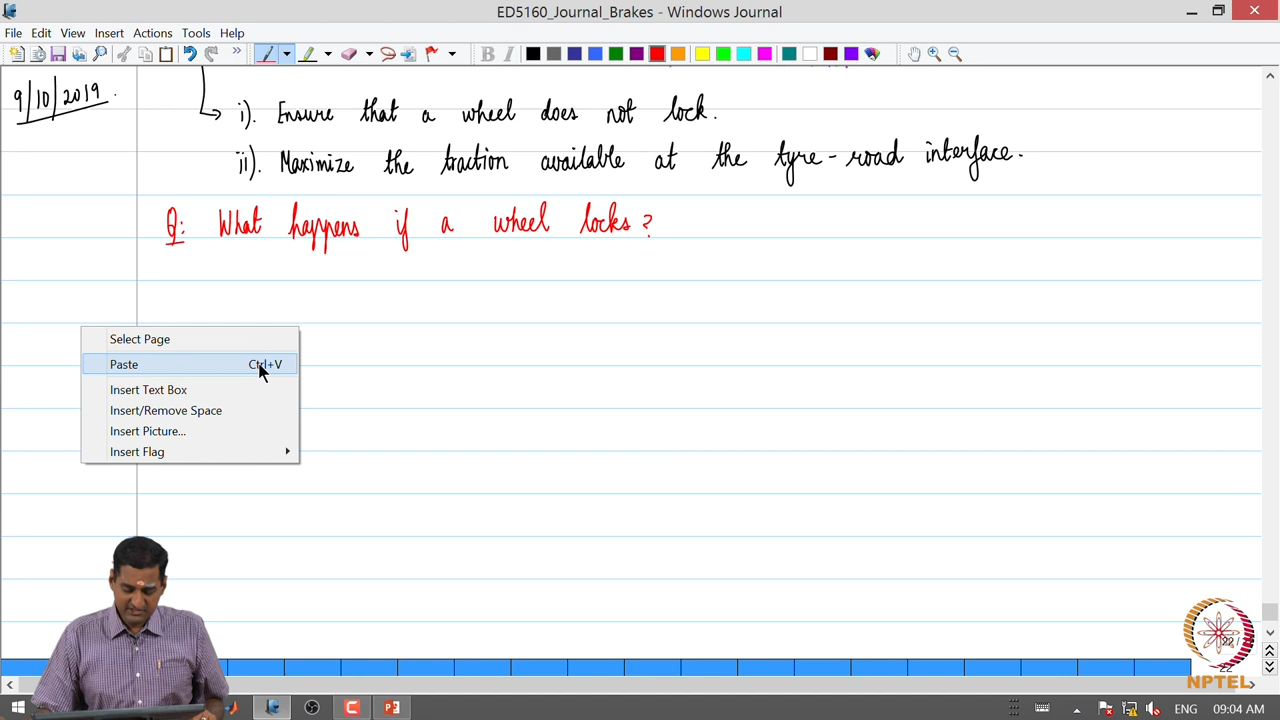 ED5160_Journal_Brakes - Windows Journal
File Edit View Insert Actions Tools Help
9/10/2019
i). Ensure that a wheel does not lock.
ii). Maximize the traction available at the tyre-road interface.
Q: What happens if a wheel locks?
Select Page
Paste Ctrl+V
Insert Text Box
Insert/Remove Space
Insert Picture...
Insert Flag
22 /
NPTEL
ENG 09:04 AM